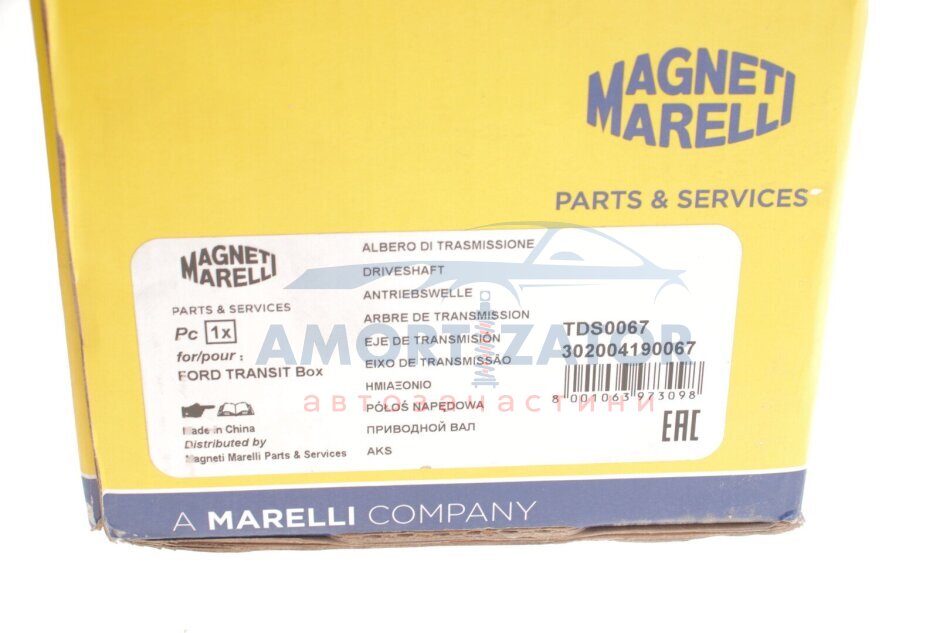 MAGNETI
MARELLI
PARTS & SERVICES
MAGNETI
MARELLI
PARTS & SERVICES
Pc 1x
for/pour :
FORD TRANSIT Box
Made in China
Distributed by
Magneti Marelli Parts & Services
ALBERO DI TRASMISSIONE
DRIVESHAFT
ANTRIEBSWELLE
ARBRE DE TRANSMISSION
EJE DE TRANSMISIÓN
EIXO DE TRANSMISSÃO
ΗΜΙΑΞΟΝΙΟ
PÓŁOŚ NAPĘDOWA
ПРИВОДНОЙ ВАЛ
AKS
TDS0067
302004190067
8 001063 973098
EAC
AMORTIZATOR
автозапчастини
A MARELLI COMPANY